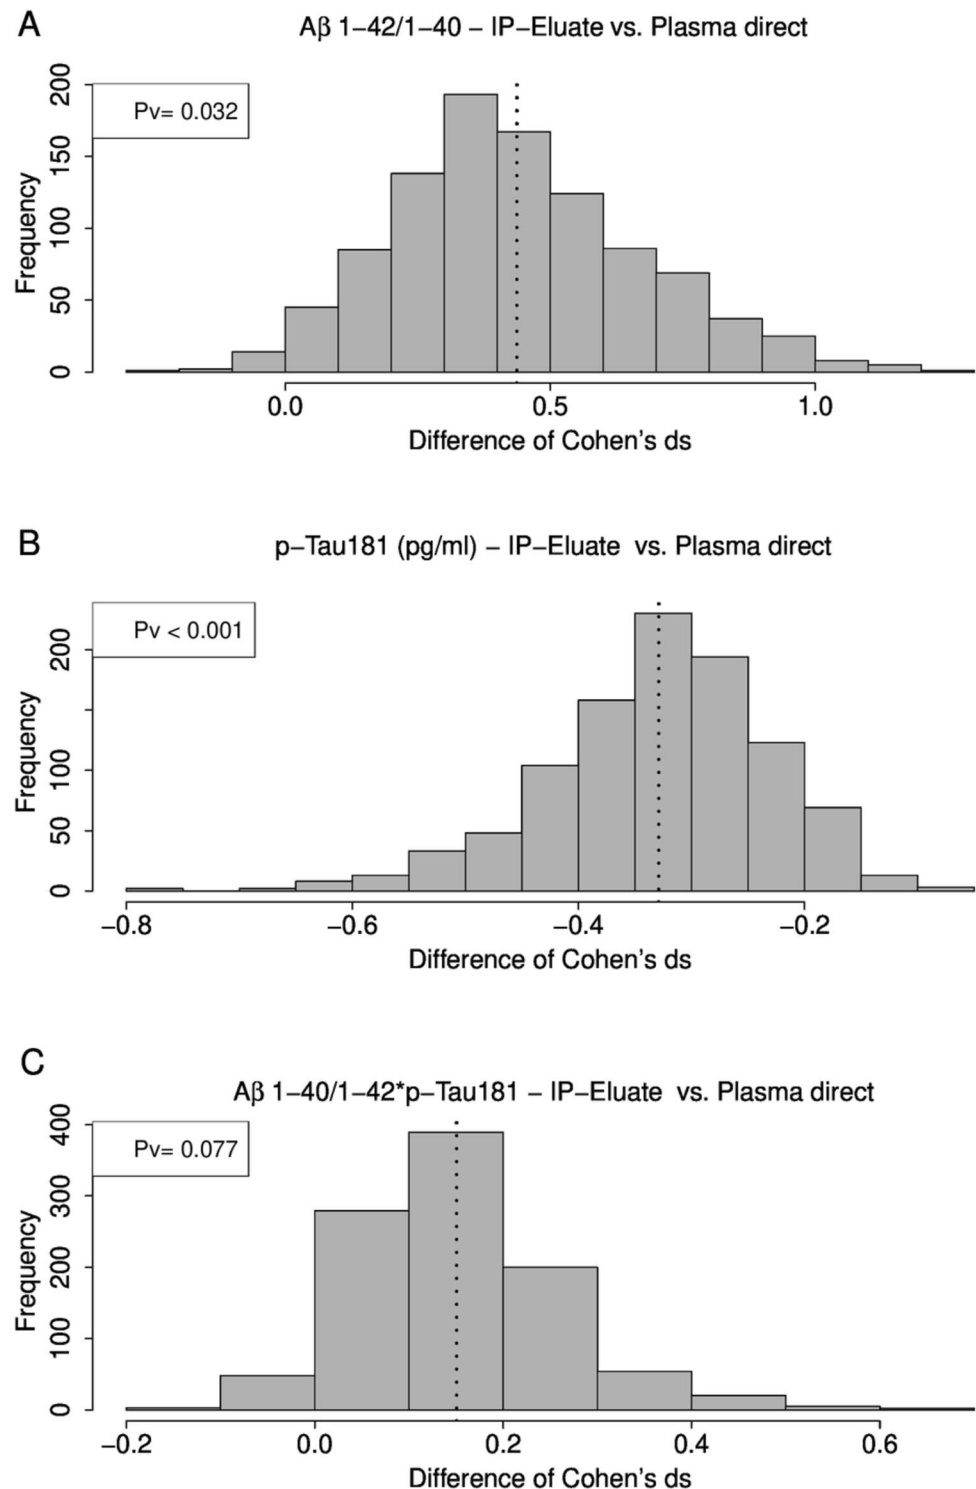 A
Aβ 1−42/1−40 − IP−Eluate vs. Plasma direct
Pv= 0.032
Frequency
0 50 100 150 200
0.0 0.5 1.0
Difference of Cohen's ds
B
p−Tau181 (pg/ml) − IP−Eluate vs. Plasma direct
Pv < 0.001
Frequency
0 50 100 200
−0.8 −0.6 −0.4 −0.2
Difference of Cohen's ds
C
Aβ 1−40/1−42*p−Tau181 − IP−Eluate vs. Plasma direct
Pv= 0.077
Frequency
0 100 200 300 400
−0.2 0.0 0.2 0.4 0.6
Difference of Cohen's ds